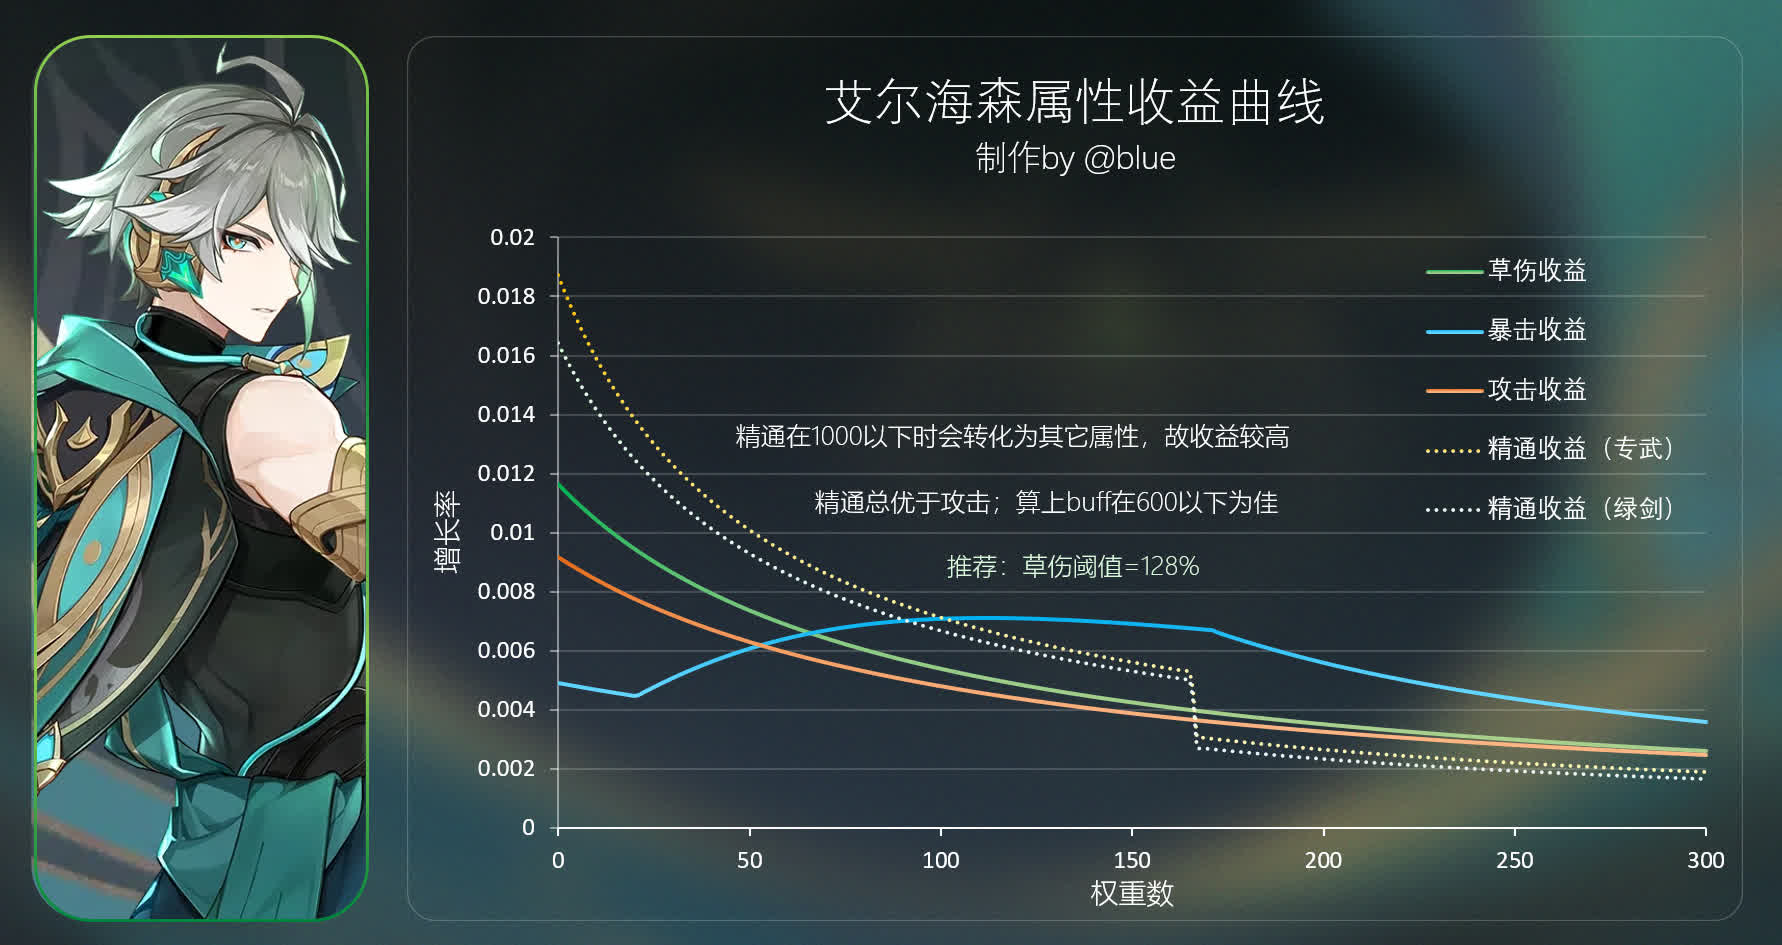 艾尔海森属性收益曲线
制作by @blue
0.02
0.018
0.016
0.014
0.012
0.01
0.008
0.006
0.004
0.002
0
增长率
草伤收益
暴击收益
攻击收益
精通收益（专武）
精通收益（绿剑）
精通在1000以下时会转化为其它属性，故收益较高
精通总优于攻击；算上buff在600以下为佳
推荐：草伤阈值=128%
0 50 100 150 200 250 300
权重数